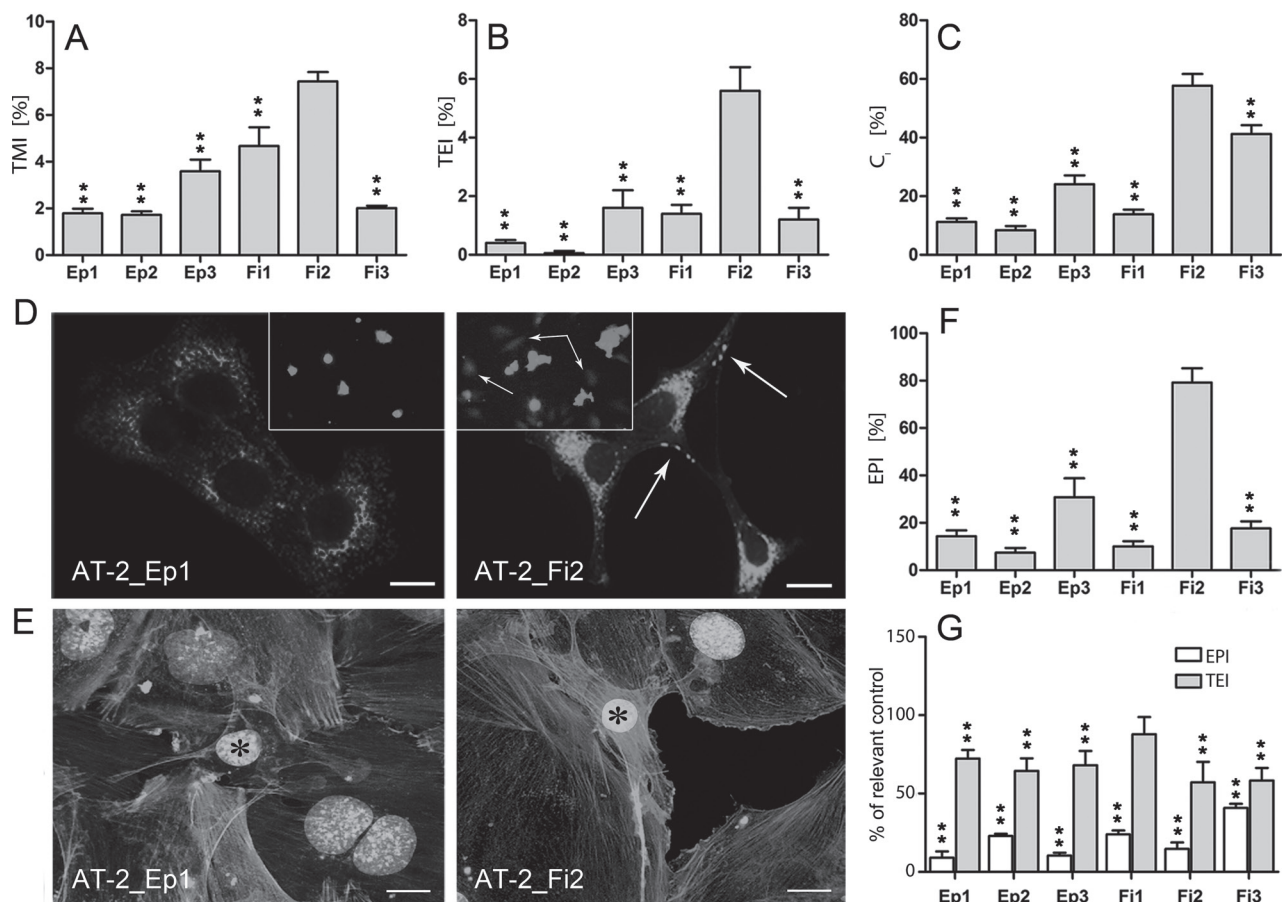 A
TMI [%]
10
8
6
4
2
0
**
**
**
**
**
Ep1 Ep2 Ep3 Fi1 Fi2 Fi3
B
TEI [%]
8
6
4
2
0
**
**
**
**
**
Ep1 Ep2 Ep3 Fi1 Fi2 Fi3
C
CI [%]
80
60
40
20
0
**
**
**
**
**
Ep1 Ep2 Ep3 Fi1 Fi2 Fi3
D
AT-2_Ep1
AT-2_Fi2
E
*
AT-2_Ep1
*
AT-2_Fi2
F
EPI [%]
100
80
60
40
20
0
**
**
**
**
**
Ep1 Ep2 Ep3 Fi1 Fi2 Fi3
G
% of relevant control
150
100
50
0
EPI
TEI
**
**
**
**
**
**
**
**
**
**
**
Ep1 Ep2 Ep3 Fi1 Fi2 Fi3